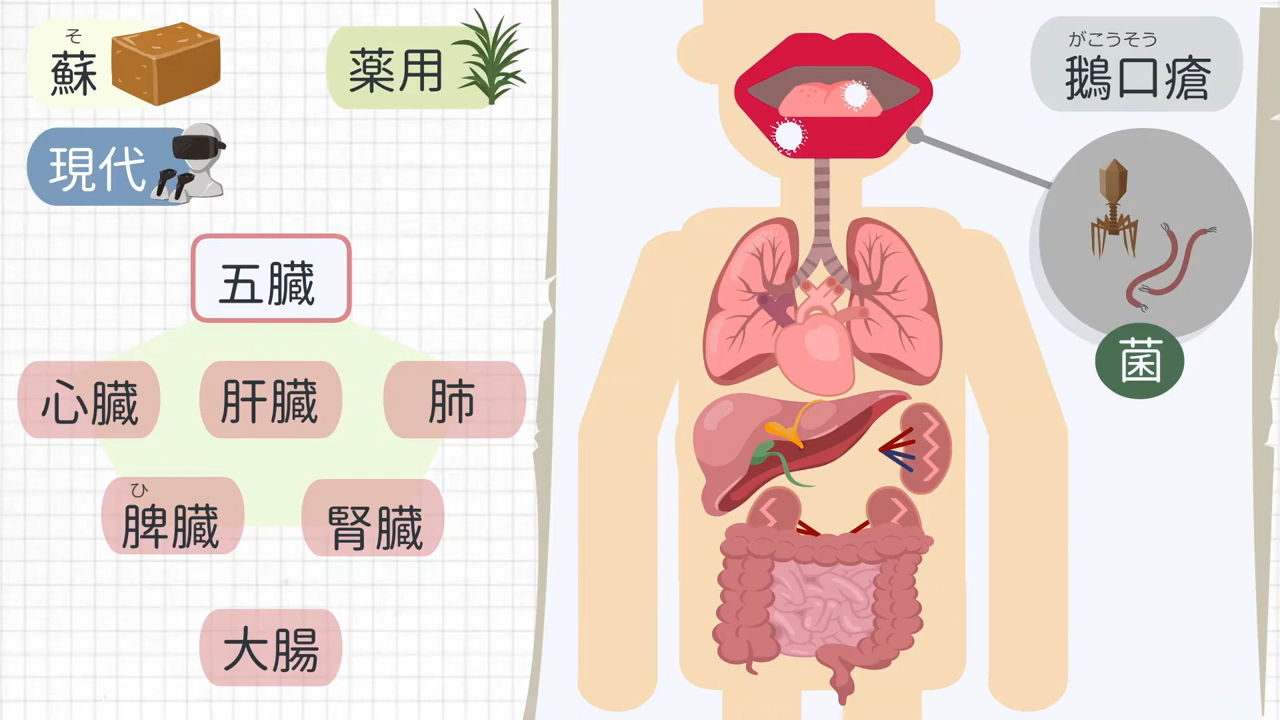 そ
蘇
薬用
現代
五臓
心臓
肝臓
肺
ひ
脾臓
腎臓
大腸
がこうそう
鵝口瘡
菌